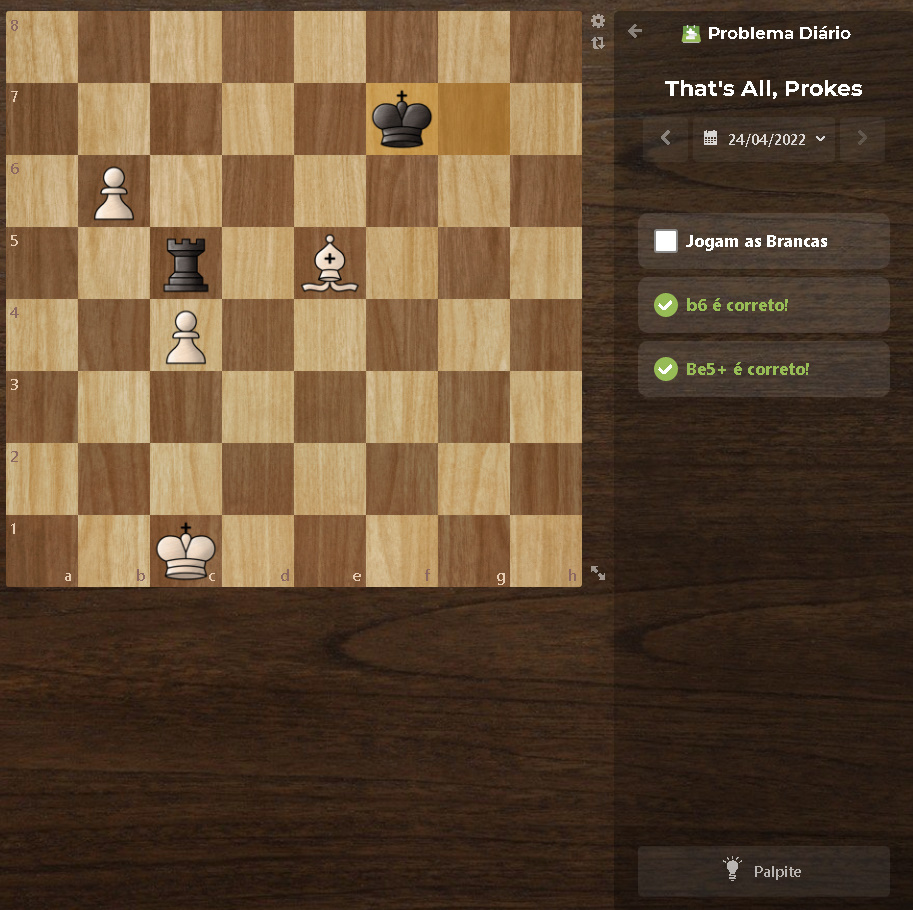 Problema Diário
That's All, Prokes
24/04/2022
Jogam as Brancas
b6 é correto!
Be5+ é correto!
Palpite
8
7
6
5
4
3
2
1
a b c d e f g h